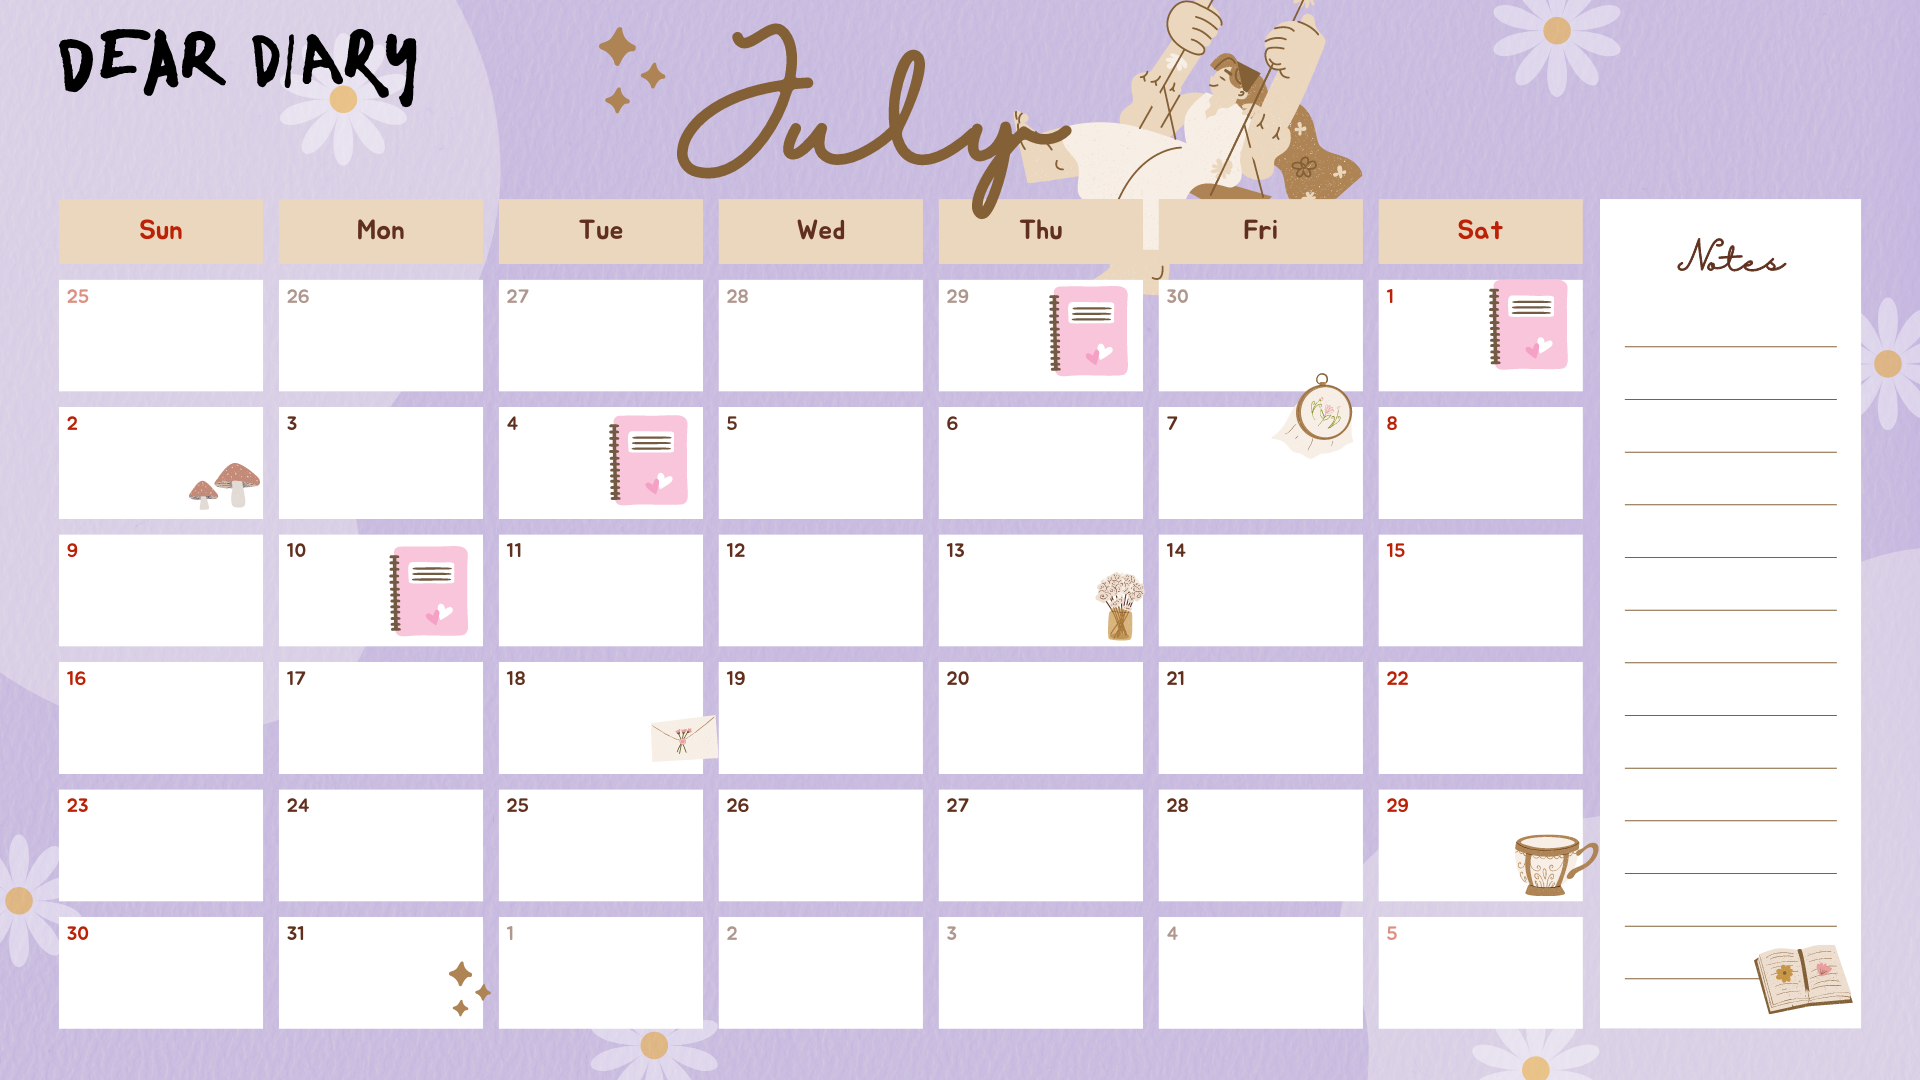 DEAR DIARY
July
Sun Mon Tue Wed Thu Fri Sat
25 26 27 28 29 30 1
2 3 4 5 6 7 8
9 10 11 12 13 14 15
16 17 18 19 20 21 22
23 24 25 26 27 28 29
30 31 1 2 3 4 5
Notes